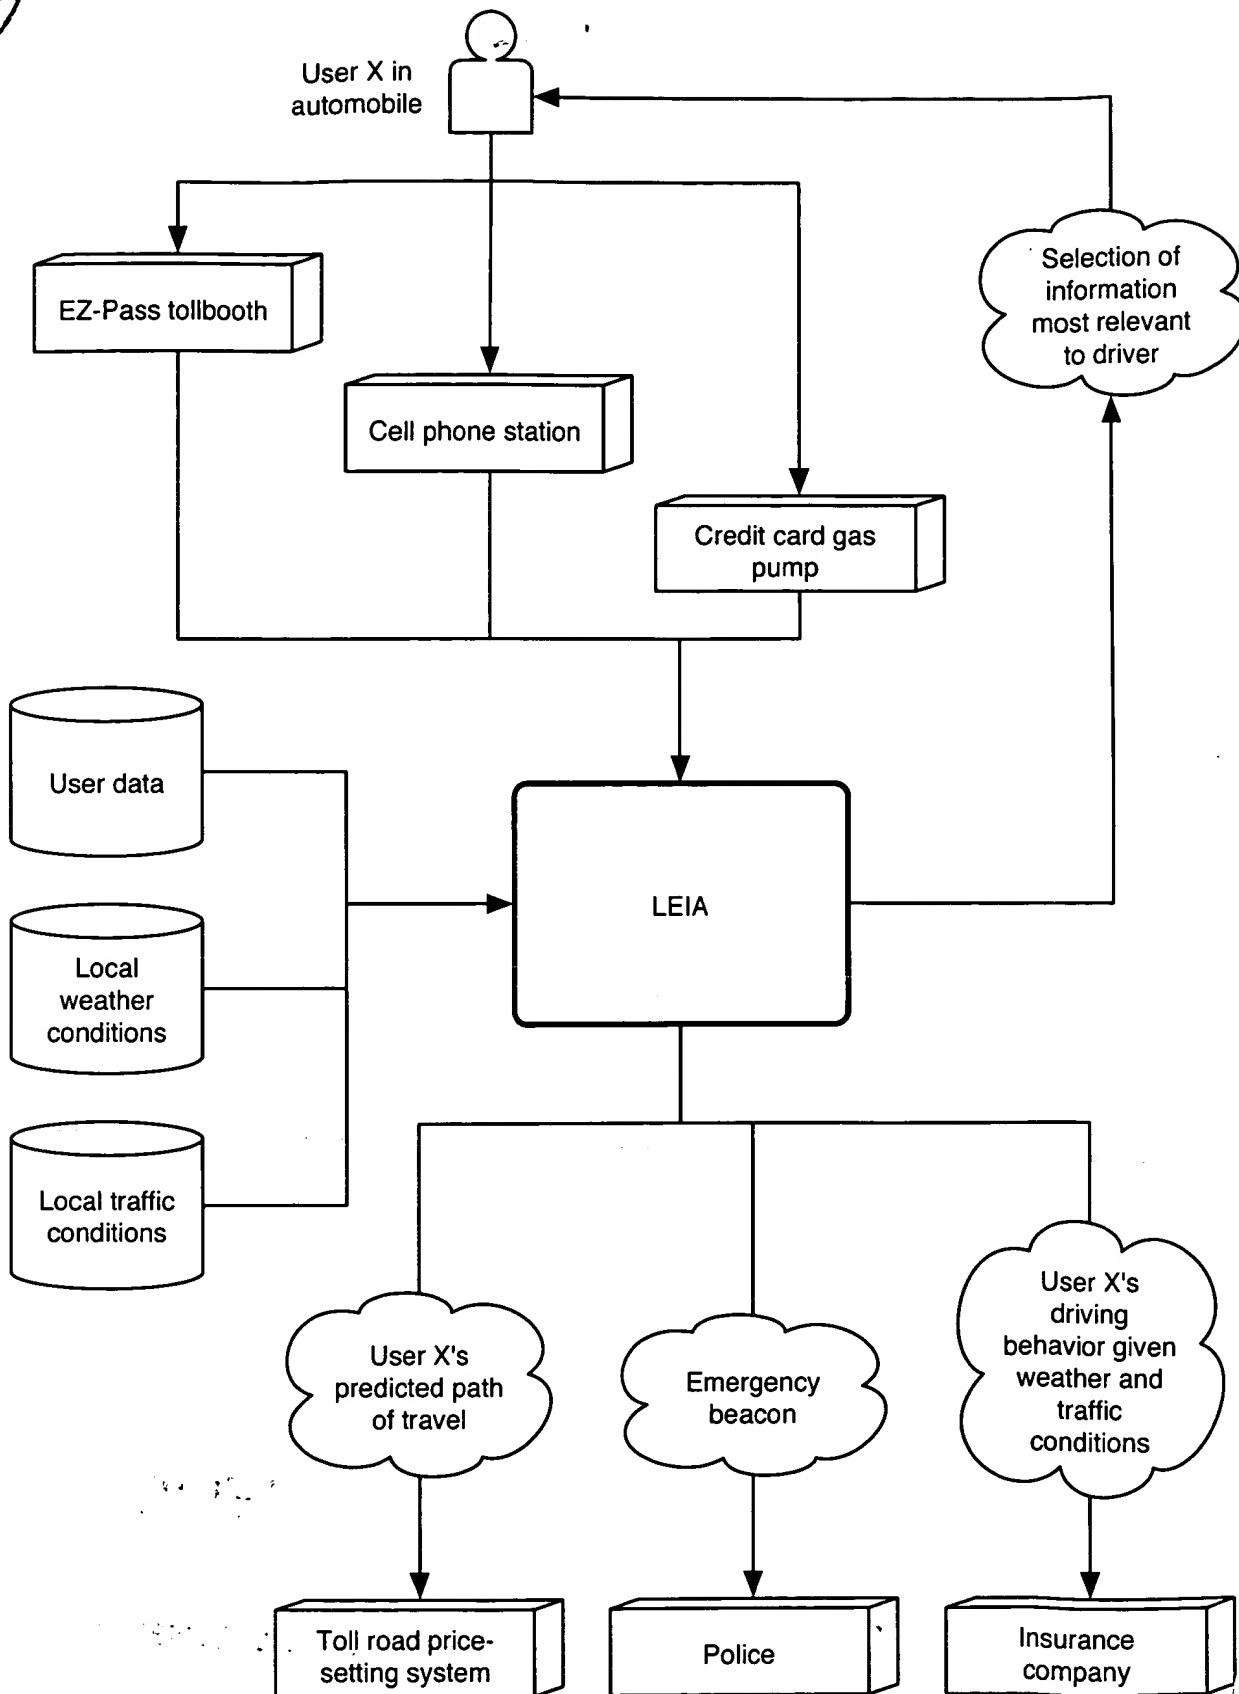 User X in
automobile
EZ-Pass tollbooth
Selection of
information
most relevant
to driver
Cell phone station
Credit card gas
pump
User data
LEIA
Local
weather
conditions
Local traffic
conditions
User X's
predicted path
of travel
Emergency
beacon
User X's
driving
behavior given
weather and
traffic
conditions
Toll road price-
setting system
Police
Insurance
company